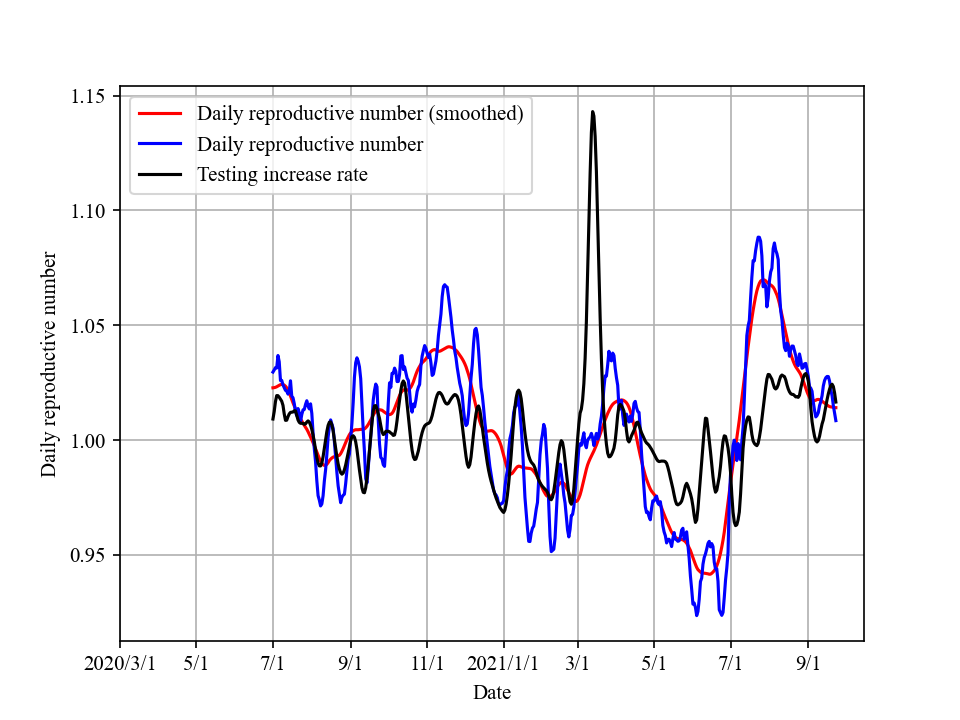 Daily reproductive number (smoothed)
Daily reproductive number
Testing increase rate
Daily reproductive number
1.15
1.10
1.05
1.00
0.95
2020/3/1 5/1 7/1 9/1 11/1 2021/1/1 3/1 5/1 7/1 9/1
Date